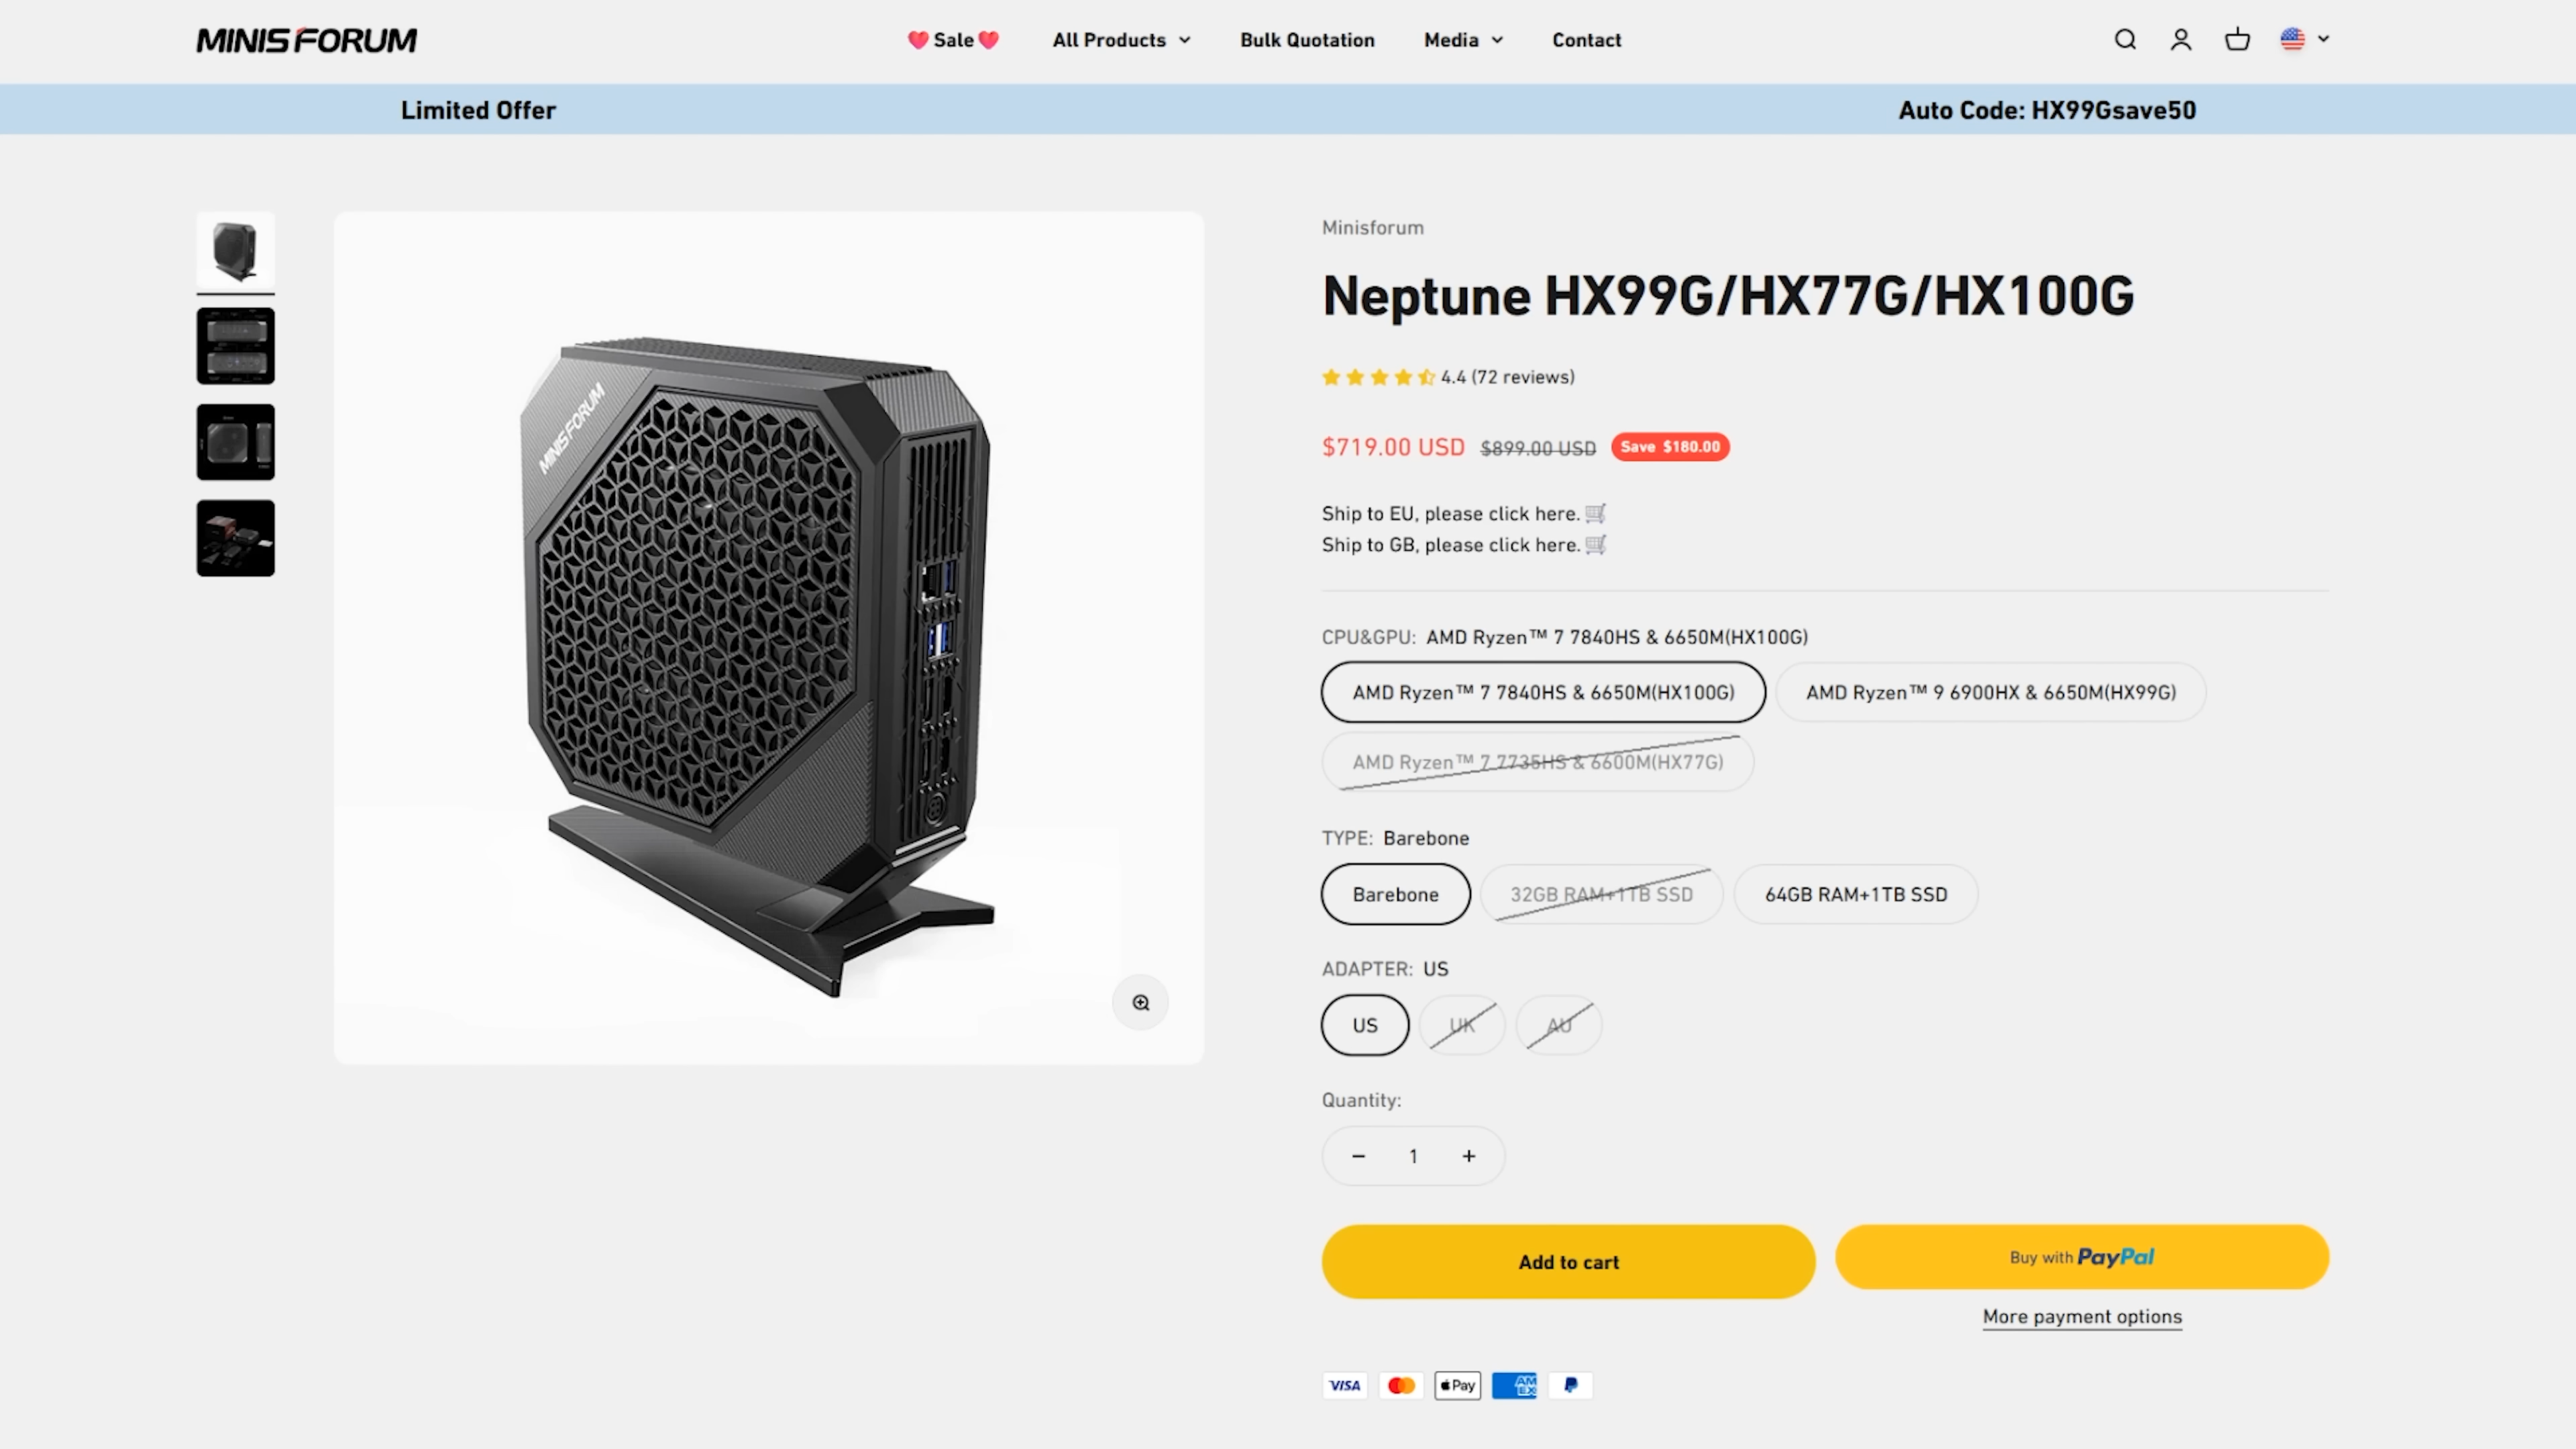 MINISFORUM
Sale
All Products
Bulk Quotation
Media
Contact
Limited Offer
Auto Code: HX99Gsave50
MINISFORUM
Minisforum
Neptune HX99G/HX77G/HX100G
4.4 (72 reviews)
$719.00 USD $899.00 USD Save $180.00
Ship to EU, please click here.
Ship to GB, please click here.
CPU&GPU: AMD Ryzen™ 7 7840HS & 6650M(HX100G)
AMD Ryzen™ 7 7840HS & 6650M(HX100G)
AMD Ryzen™ 9 6900HX & 6650M(HX99G)
AMD Ryzen™ 7 7735HS & 6600M(HX77G)
TYPE: Barebone
Barebone
32GB RAM+1TB SSD
64GB RAM+1TB SSD
ADAPTER: US
US
UK
AU
Quantity:
− 1 +
Add to cart
Buy with PayPal
More payment options
VISA
Pay
AMEX